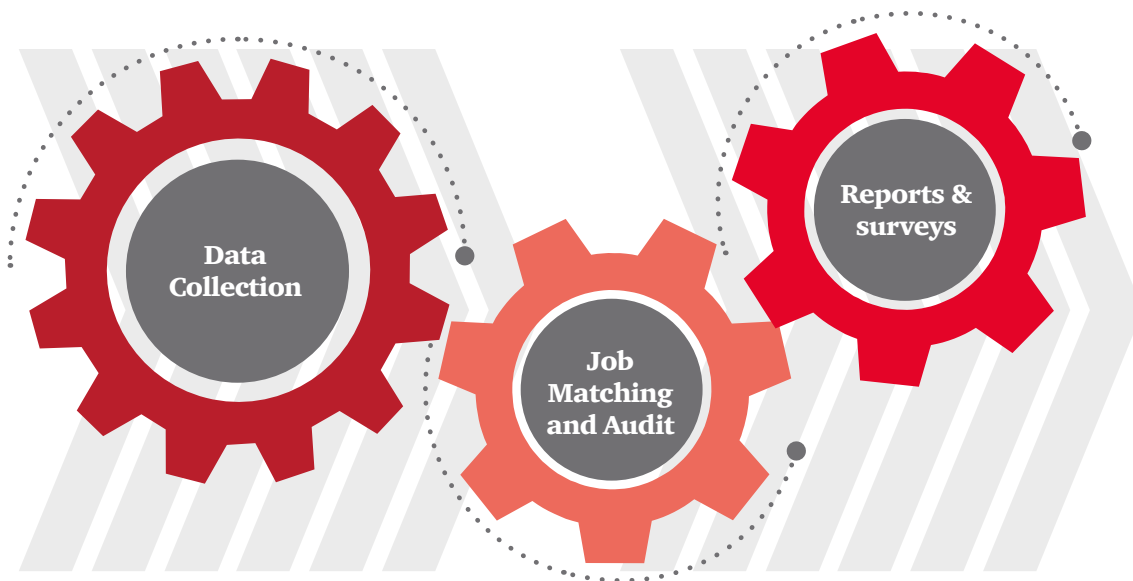 Data
Collection
Job
Matching
and Audit
Reports &
surveys